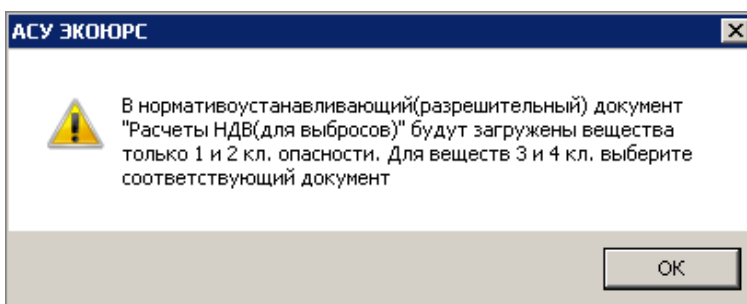 АСУ ЭКОЮРС
В нормативоустанавливающий(разрешительный) документ
"Расчеты НДВ(для выбросов)" будут загружены вещества
только 1 и 2 кл. опасности. Для веществ 3 и 4 кл. выберите
соответствующий документ
OK